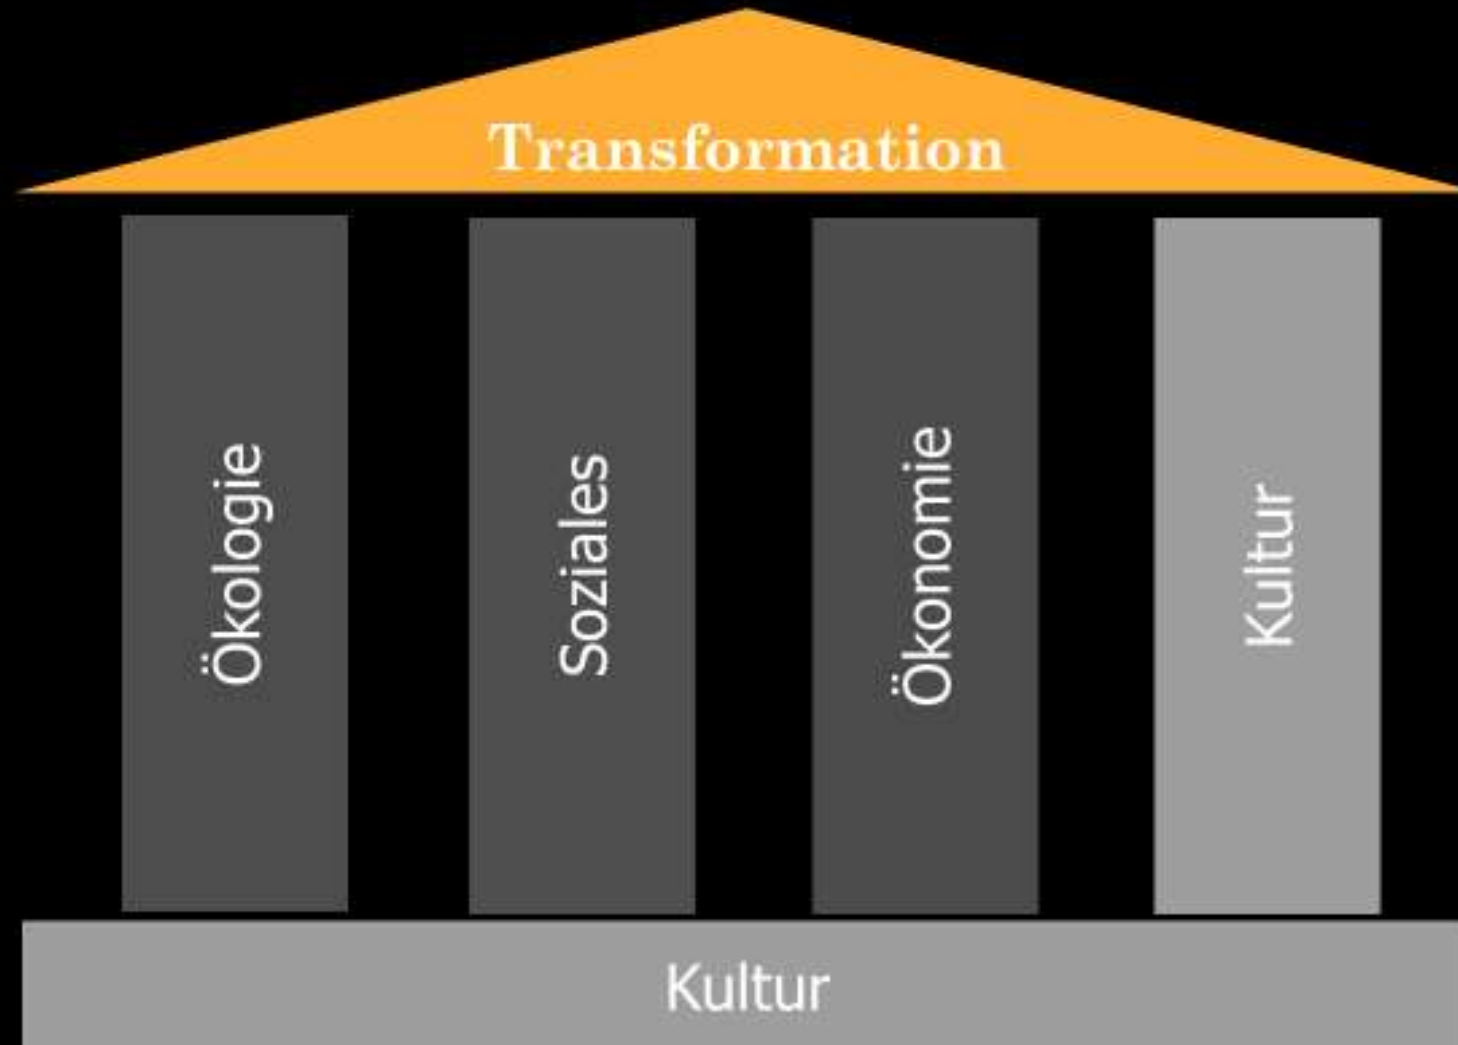 Transformation
Ökologie
Soziales
Ökonomie
Kultur
Kultur